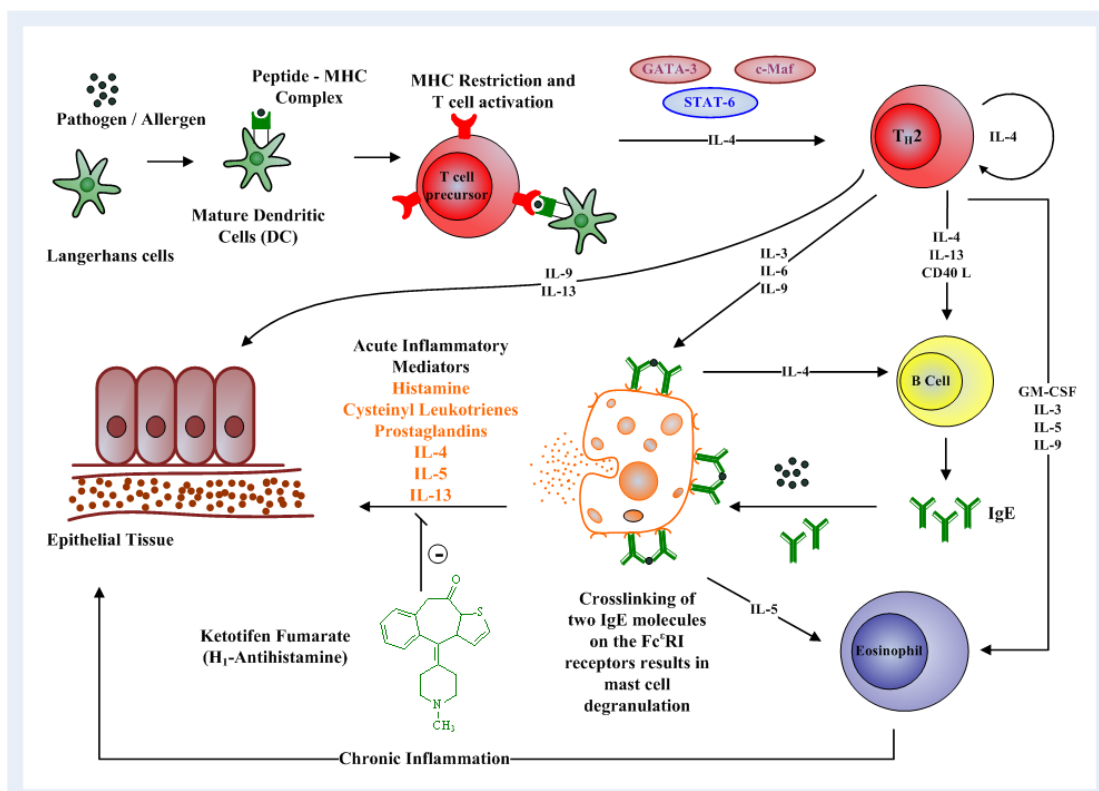 Pathogen / Allergen
Peptide - MHC
Complex
MHC Restriction and
T cell activation
GATA-3
c-Maf
STAT-6
IL-4
T_H2
IL-4
T cell
precursor
Langerhans cells
Mature Dendritic
Cells (DC)
IL-9
IL-13
IL-3
IL-6
IL-9
IL-4
IL-13
CD40 L
Acute Inflammatory
Mediators
Histamine
Cysteinyl Leukotrienes
Prostaglandins
IL-4
IL-5
IL-13
IL-4
B Cell
GM-CSF
IL-3
IL-5
IL-9
IgE
Epithelial Tissue
-
O
S
N
CH₃
Ketotifen Fumarate
(H₁-Antihistamine)
Crosslinking of
two IgE molecules
on the FcᵋRI
receptors results in
mast cell
degranulation
IL-5
Eosinophil
Chronic Inflammation